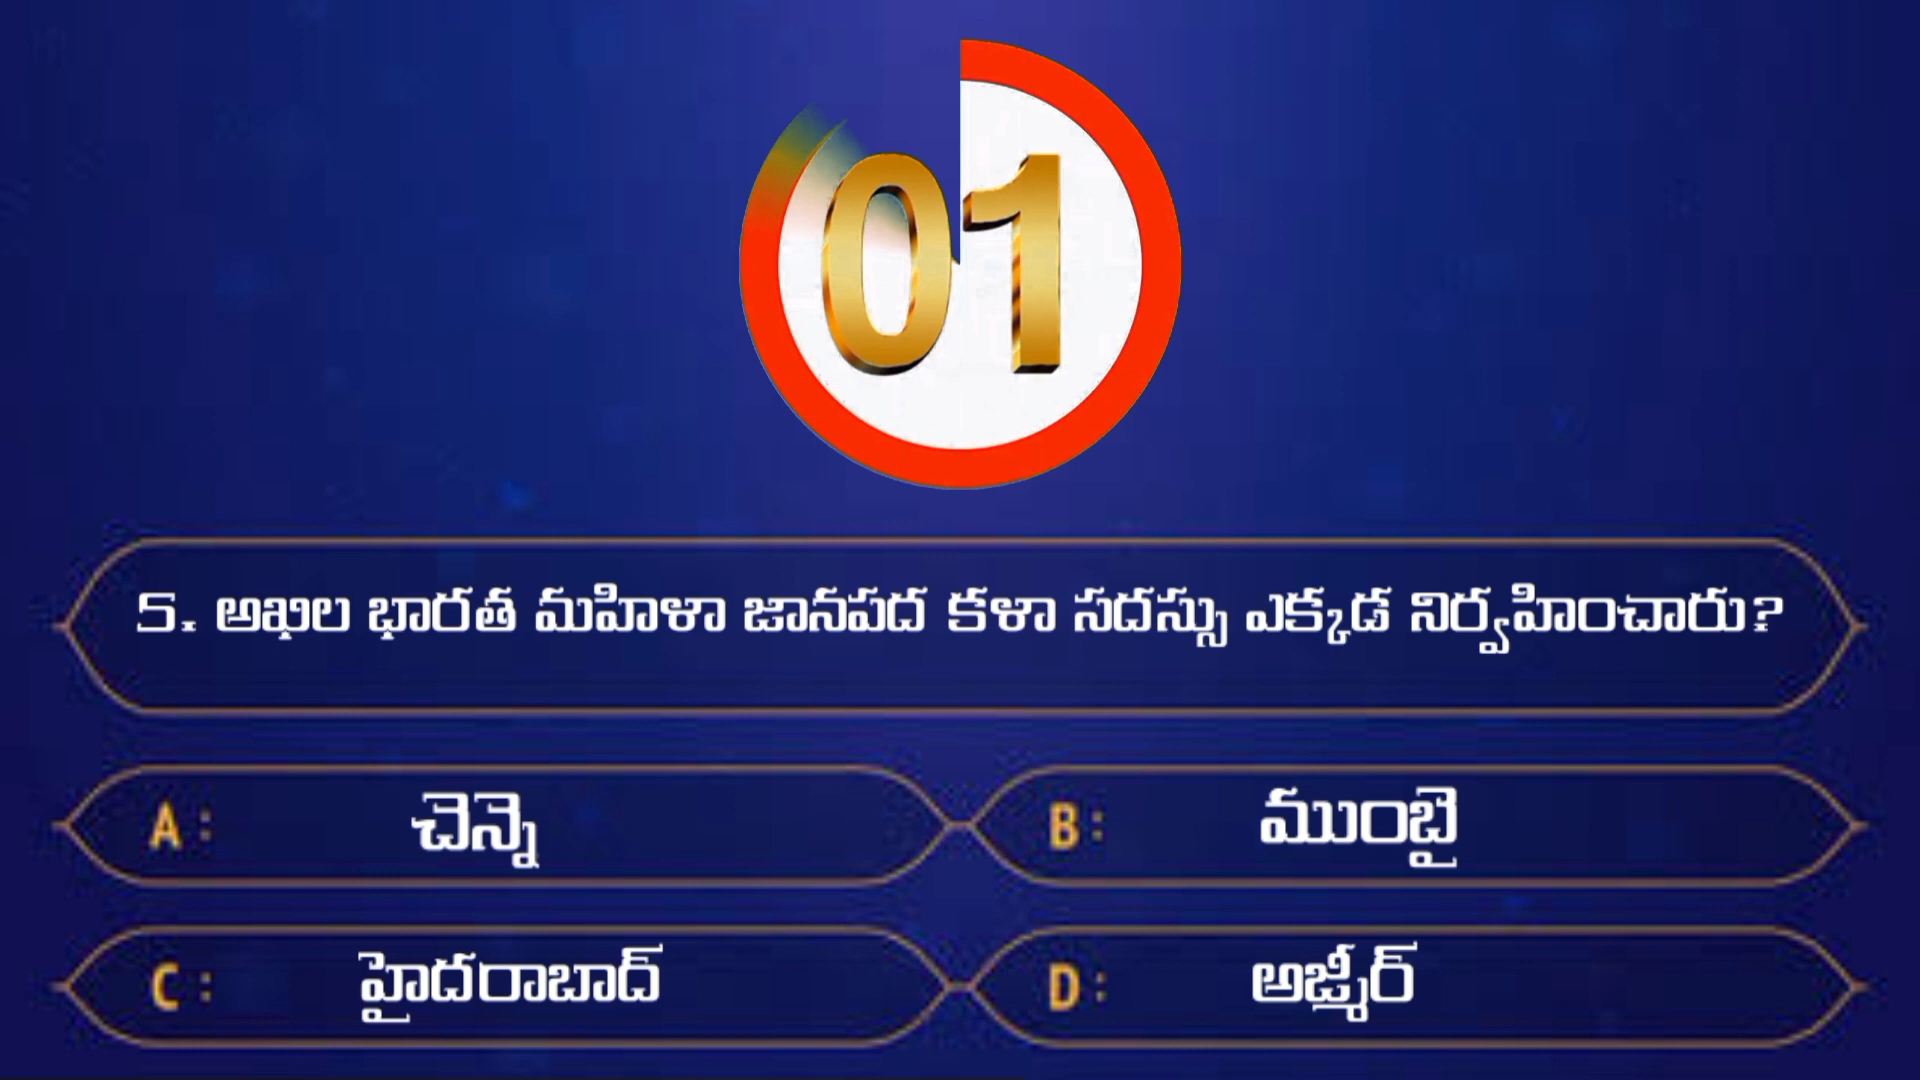 01
5. అఖిల భారత మహిళా జానపద కళా సదస్సు ఎక్కడ నిర్వహించారు?
A : చెన్నై
B : ముంబై
C : హైదరాబాద్
D : అజ్మీర్